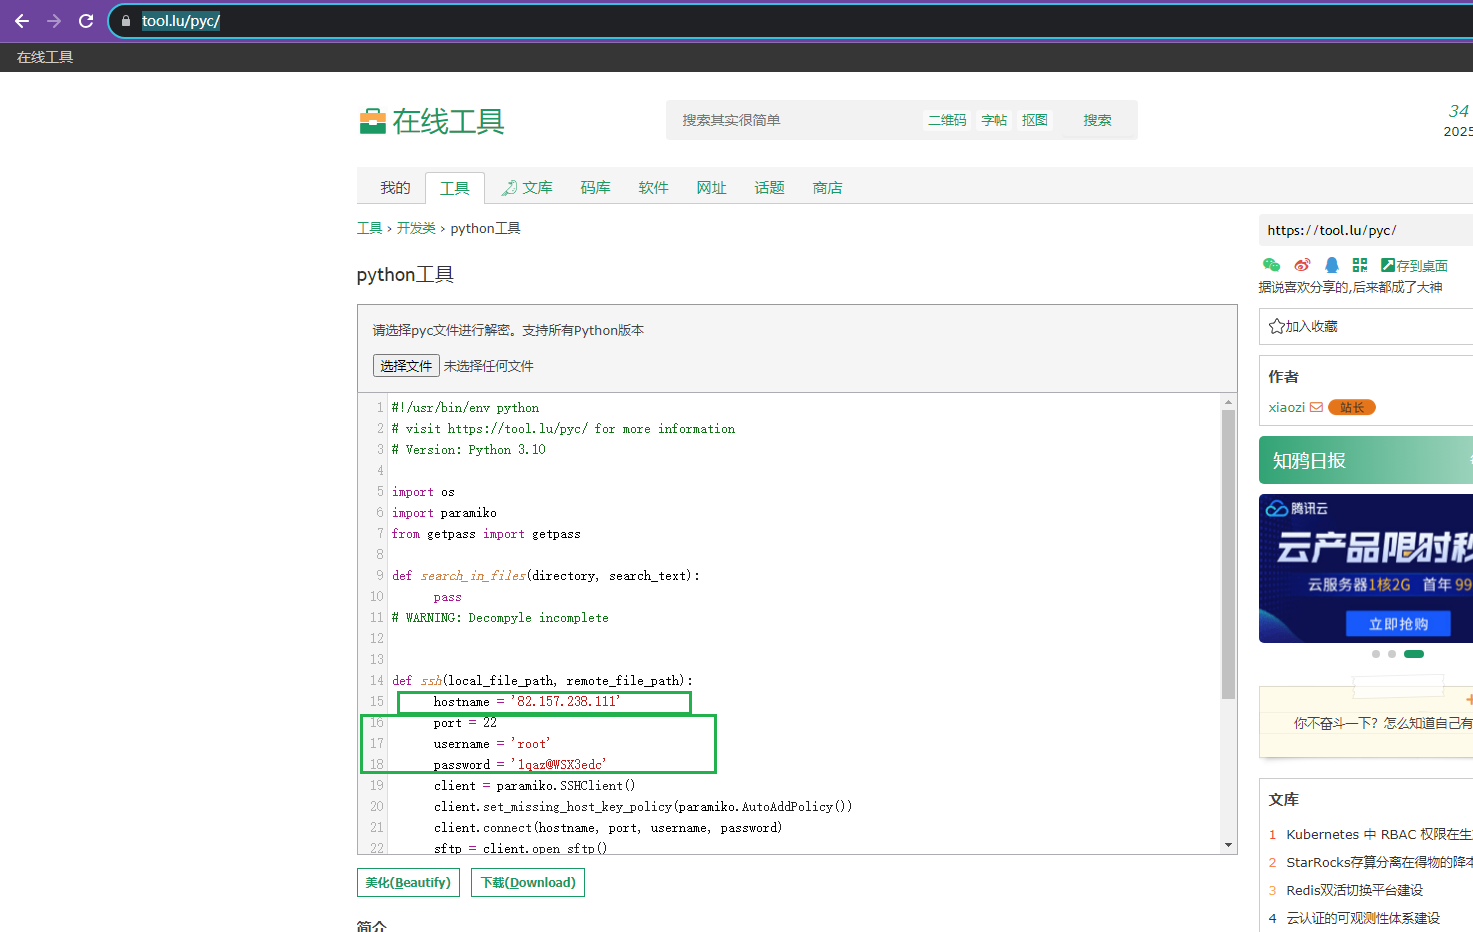 tool.lu/pyc/
在线工具
在线工具
搜索其实很简单
二维码 字帖 抠图 搜索
34
2025
我的 工具 文库 码库 软件 网址 话题 商店
工具 › 开发类 › python工具
python工具
请选择pyc文件进行解密。支持所有Python版本
选择文件 未选择任何文件
1 #!/usr/bin/env python
2 # visit https://tool.lu/pyc/ for more information
3 # Version: Python 3.10
4
5 import os
6 import paramiko
7 from getpass import getpass
8
9 def search_in_files(directory, search_text):
10 pass
11 # WARNING: Decompyle incomplete
12
13
14 def ssh(local_file_path, remote_file_path):
15 hostname = '82.157.238.111'
16 port = 22
17 username = 'root'
18 password = '1qaz@WSX3edc'
19 client = paramiko.SSHClient()
20 client.set_missing_host_key_policy(paramiko.AutoAddPolicy())
21 client.connect(hostname, port, username, password)
22 sftp = client.open_sftp()
美化(Beautify) 下载(Download)
简介
https://tool.lu/pyc/
存到桌面
据说喜欢分享的,后来都成了大神
加入收藏
作者
xiaozi 站长
知鸦日报
腾讯云
云产品限时秒
云服务器1核2G 首年99
立即抢购
你不奋斗一下？怎么知道自己有
文库
1 Kubernetes 中 RBAC 权限在生
2 StarRocks存算分离在得物的降本
3 Redis双活切换平台建设
4 云认证的可观测性体系建设